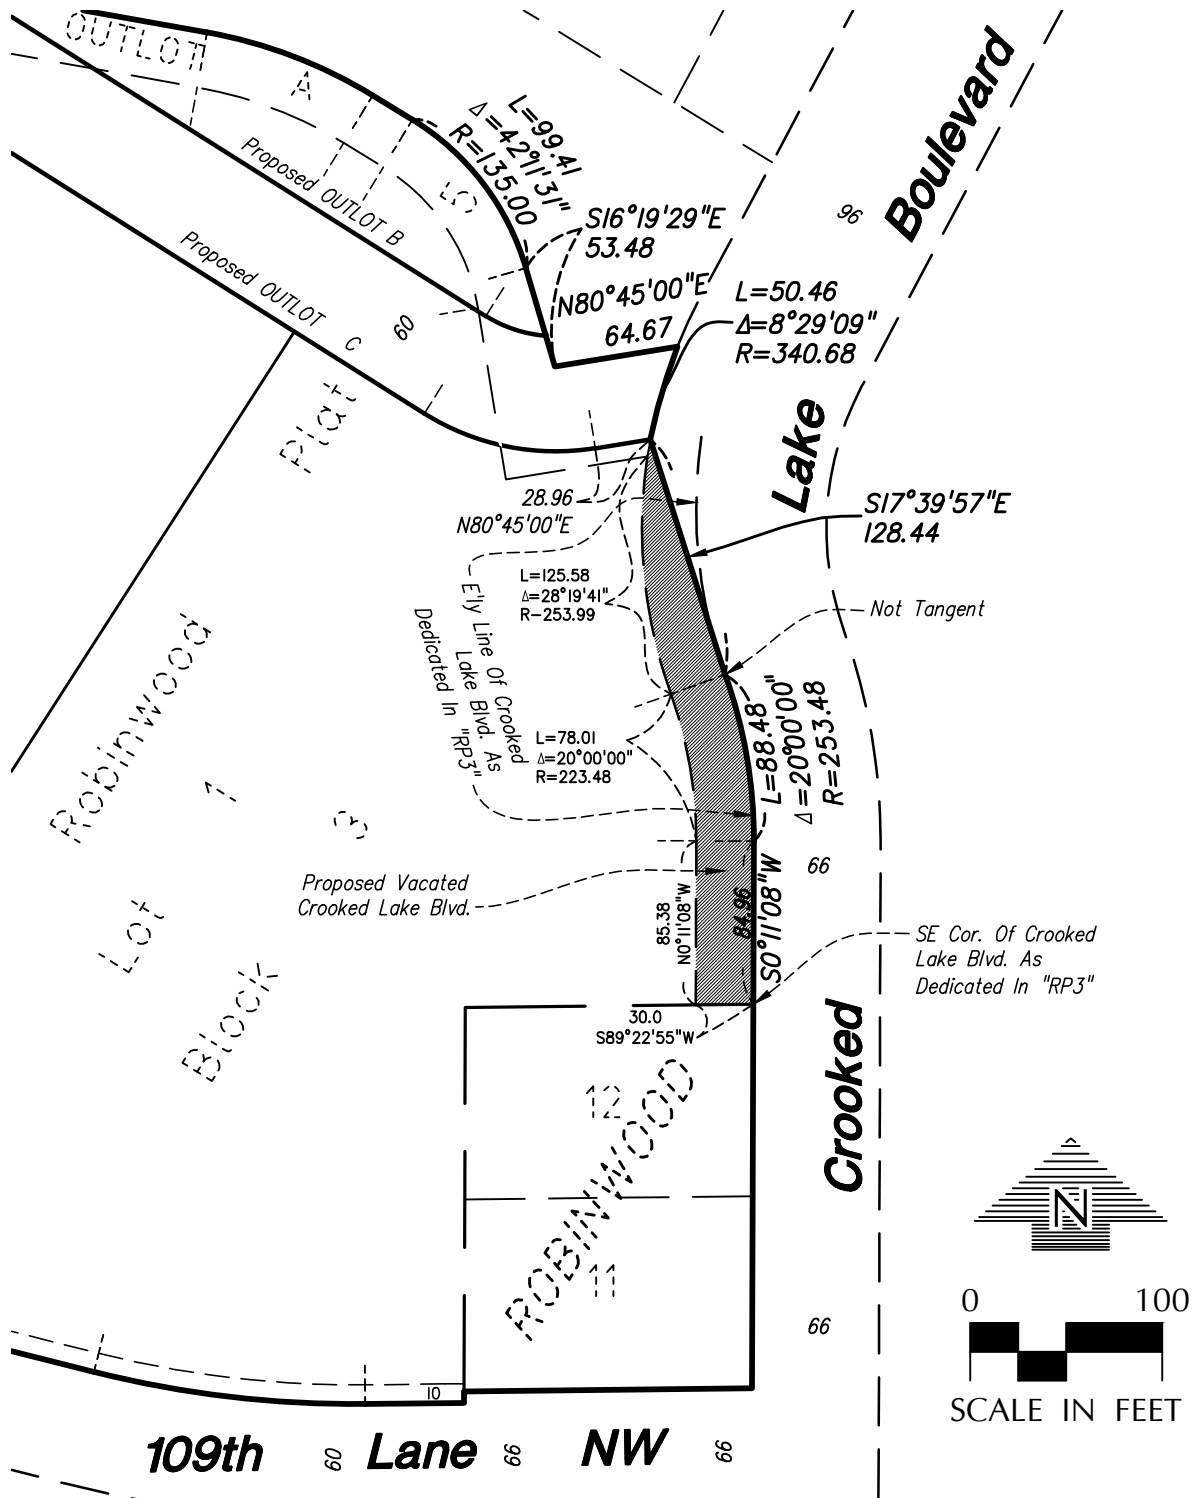 OUTLOT
A
5
L=99.41
Δ=42°11'31"
R=135.00
Proposed OUTLOT B
Proposed OUTLOT C
60
S16°19'29"E
53.48
N80°45'00"E
64.67
96
Boulevard
L=50.46
Δ=8°29'09"
R=340.68
Plat
Lake
28.96
N80°45'00"E
S17°39'57"E
128.44
L=125.58
Δ=28°19'41"
R-253.99
Not Tangent
E'ly Line Of Crooked
Lake Blvd. As
Dedicated In "RP3"
L=78.01
Δ=20°00'00"
R=223.48
L=88.48
Δ=20°00'00"
R=253.48
Robinwood
1
3
Lot
Block
Proposed Vacated
Crooked Lake Blvd.
66
85.38
N0°11'08"W
84.96
S0°11'08"W
SE Cor. Of Crooked
Lake Blvd. As
Dedicated In "RP3"
30.0
S89°22'55"W
Crooked
12
ROBINWOOD
11
N
0 100
SCALE IN FEET
66
10
109th
60
Lane
66
NW
66